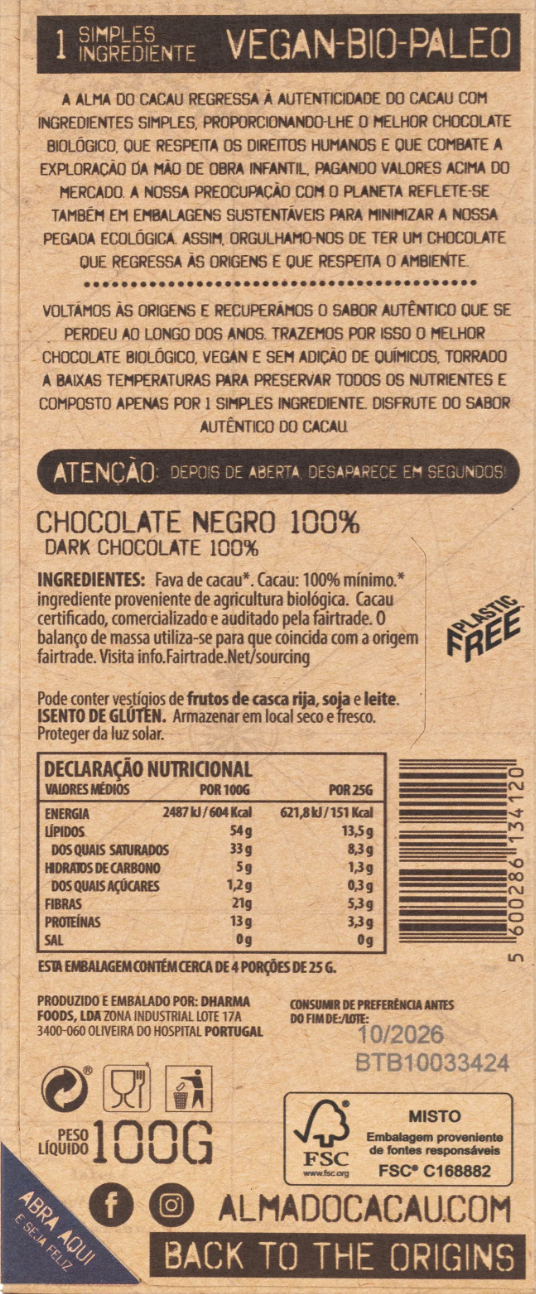 1 SIMPLES INGREDIENTE VEGAN-BIO-PALEO
A ALMA DO CACAU REGRESSA À AUTENTICIDADE DO CACAU COM
INGREDIENTES SIMPLES, PROPORCIONANDO-LHE O MELHOR CHOCOLATE
BIOLÓGICO, QUE RESPEITA OS DIREITOS HUMANOS E QUE COMBATE A
EXPLORAÇÃO DA MÃO DE OBRA INFANTIL, PAGANDO VALORES ACIMA DO
MERCADO. A NOSSA PREOCUPAÇÃO COM O PLANETA REFLETE-SE
TAMBÉM EM EMBALAGENS SUSTENTÁVEIS PARA MINIMIZAR A NOSSA
PEGADA ECOLÓGICA. ASSIM, ORGULHAMO-NOS DE TER UM CHOCOLATE
QUE REGRESSA ÀS ORIGENS E QUE RESPEITA O AMBIENTE.
VOLTÁMOS ÀS ORIGENS E RECUPERÁMOS O SABOR AUTÊNTICO QUE SE
PERDEU AO LONGO DOS ANOS. TRAZEMOS POR ISSO O MELHOR
CHOCOLATE BIOLÓGICO, VEGAN E SEM ADIÇÃO DE QUÍMICOS, TORRADO
A BAIXAS TEMPERATURAS PARA PRESERVAR TODOS OS NUTRIENTES E
COMPOSTO APENAS POR 1 SIMPLES INGREDIENTE. DISFRUTE DO SABOR
AUTÊNTICO DO CACAU.
ATENÇÃO: DEPOIS DE ABERTA, DESAPARECE EM SEGUNDOS!
CHOCOLATE NEGRO 100%
DARK CHOCOLATE 100%
INGREDIENTES: Fava de cacau*. Cacau: 100% mínimo.*
ingrediente proveniente de agricultura biológica. Cacau
certificado, comercializado e auditado pela fairtrade. O
balanço de massa utiliza-se para que coincida com a origem
fairtrade. Visita info.Fairtrade.Net/sourcing
PLASTIC
FREE
Pode conter vestígios de frutos de casca rija, soja e leite.
ISENTO DE GLÚTEN. Armazenar em local seco e fresco.
Proteger da luz solar.
DECLARAÇÃO NUTRICIONAL
VALORES MÉDIOS POR 100G POR 25G
ENERGIA 2487 kJ / 604 Kcal 621,8 kJ / 151 Kcal
LÍPIDOS 54 g 13,5 g
DOS QUAIS SATURADOS 33 g 8,3 g
HIDRATOS DE CARBONO 5 g 1,3 g
DOS QUAIS AÇÚCARES 1,2 g 0,3 g
FIBRAS 21g 5,3 g
PROTEÍNAS 13 g 3,3 g
SAL 0 g 0 g
5 600286 134120
ESTA EMBALAGEM CONTÉM CERCA DE 4 PORÇÕES DE 25 G.
PRODUZIDO E EMBALADO POR: DHARMA
FOODS, LDA ZONA INDUSTRIAL LOTE 17A
3400-060 OLIVEIRA DO HOSPITAL PORTUGAL
CONSUMIR DE PREFERÊNCIA ANTES
DO FIM DE:/LOTE:
10/2026
BTB10033424
PESO
LÍQUIDO 100G
FSC
www.fsc.org
MISTO
Embalagem proveniente
de fontes responsáveis
FSC® C168882
ABRA AQUI
E SEJA FELIZ
f ALMADOCACAU.COM
BACK TO THE ORIGINS